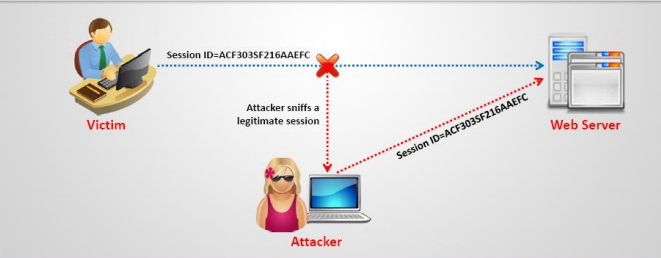 Session ID=ACF303SF216AAEFC
Attacker sniffs a
legitimate session
Victim
Session ID=ACF303SF216AAEFC
Web Server
Attacker